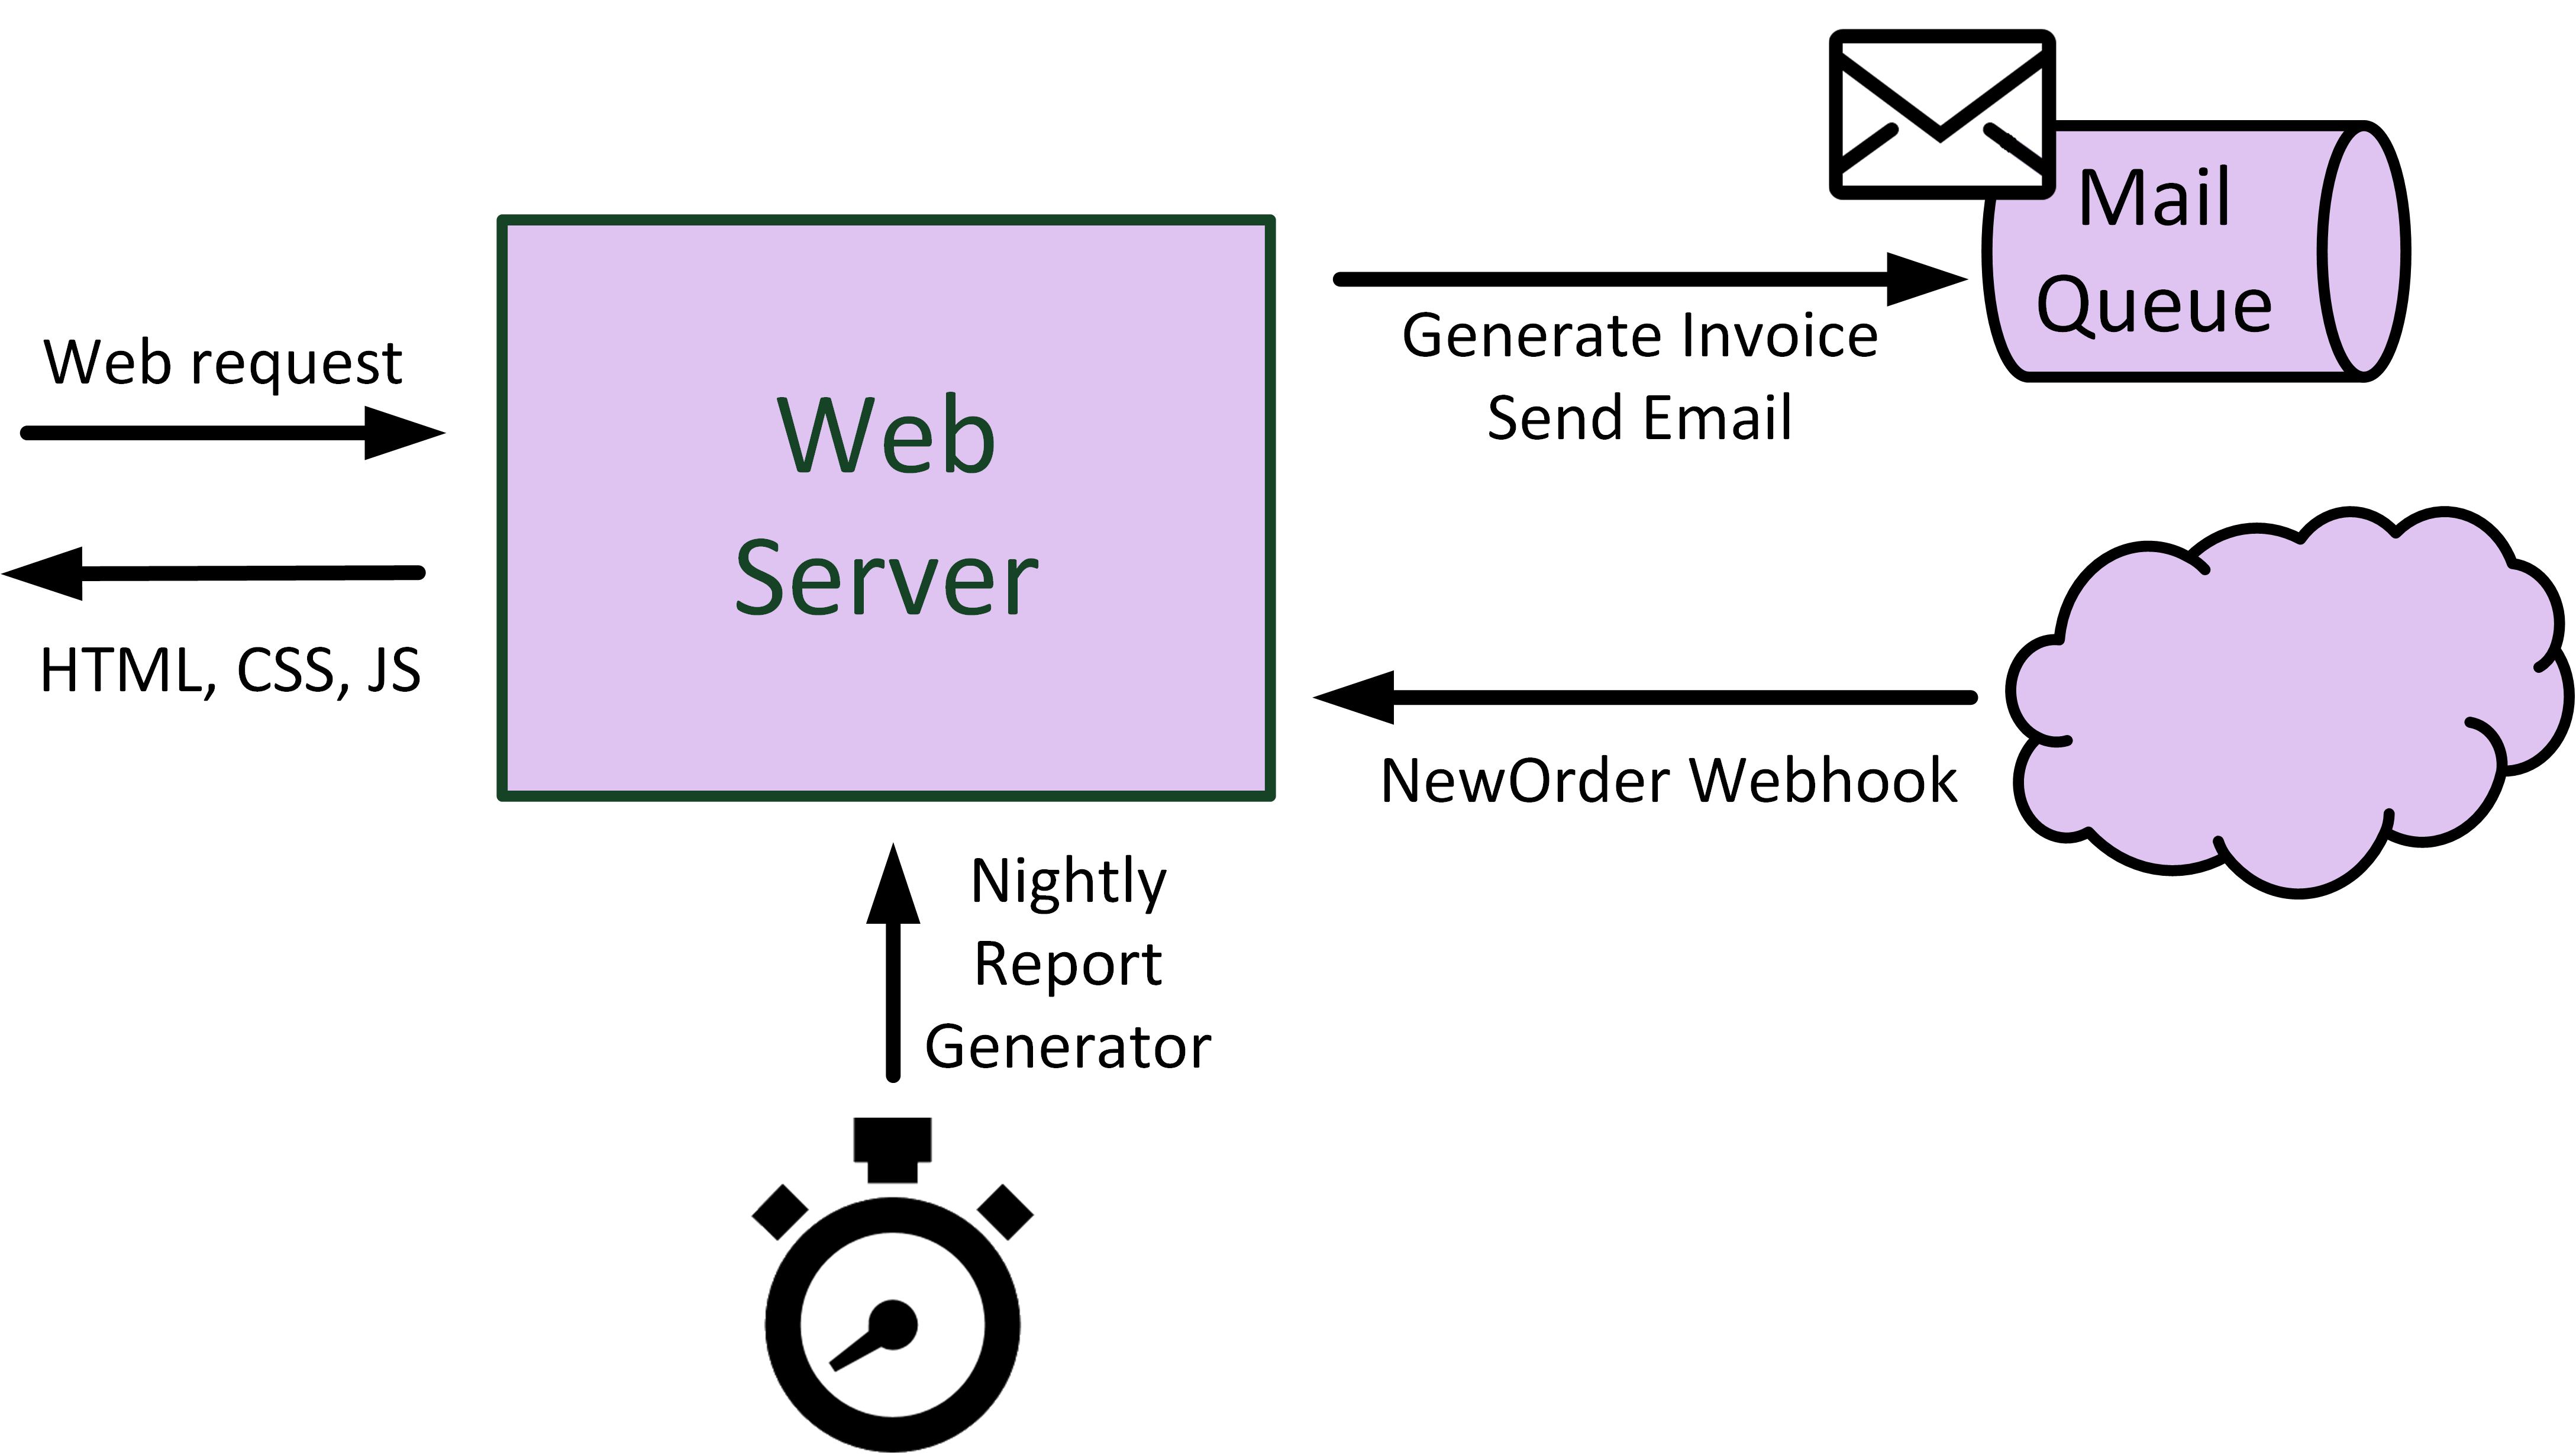 Web request
HTML, CSS, JS
Web
Server
Mail
Queue
Generate Invoice
Send Email
NewOrder Webhook
Nightly
Report
Generator